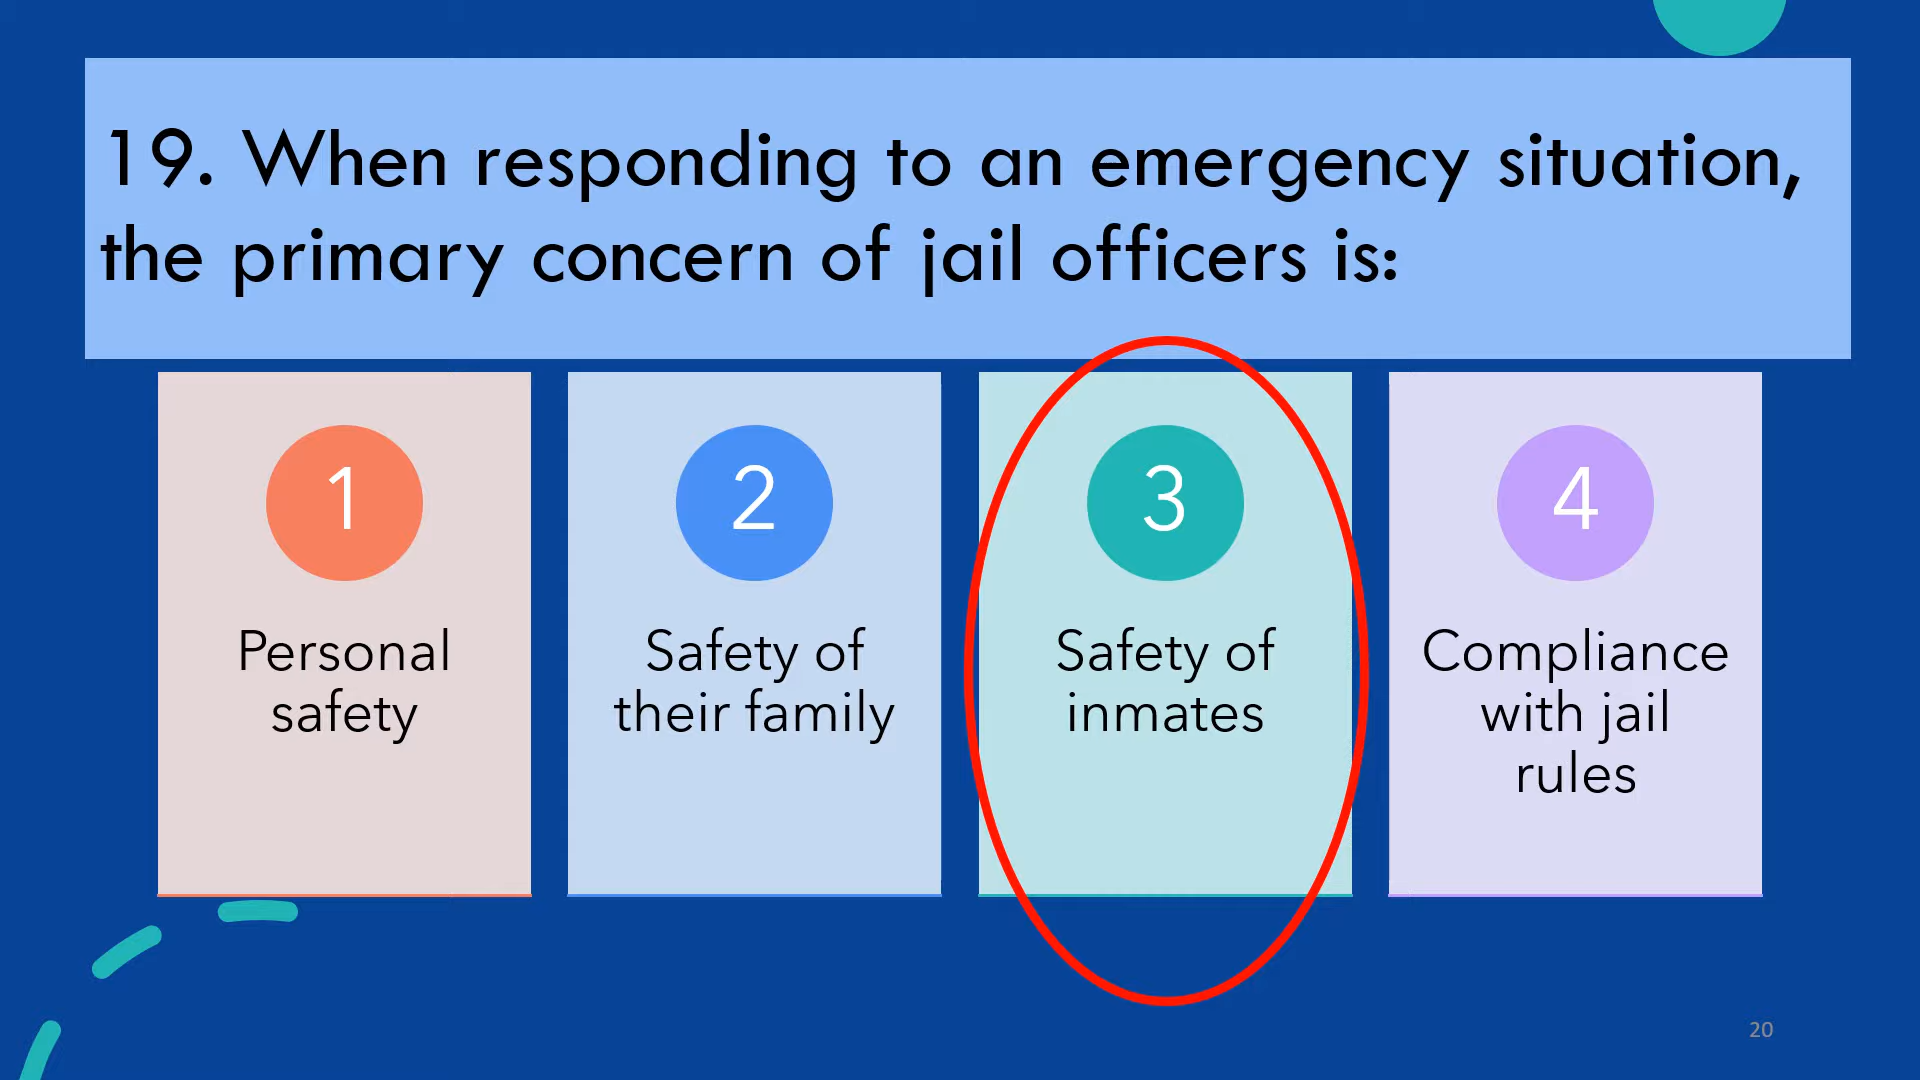 19. When responding to an emergency situation,
the primary concern of jail officers is:
1
Personal
safety
2
Safety of
their family
3
Safety of
inmates
4
Compliance
with jail
rules
20